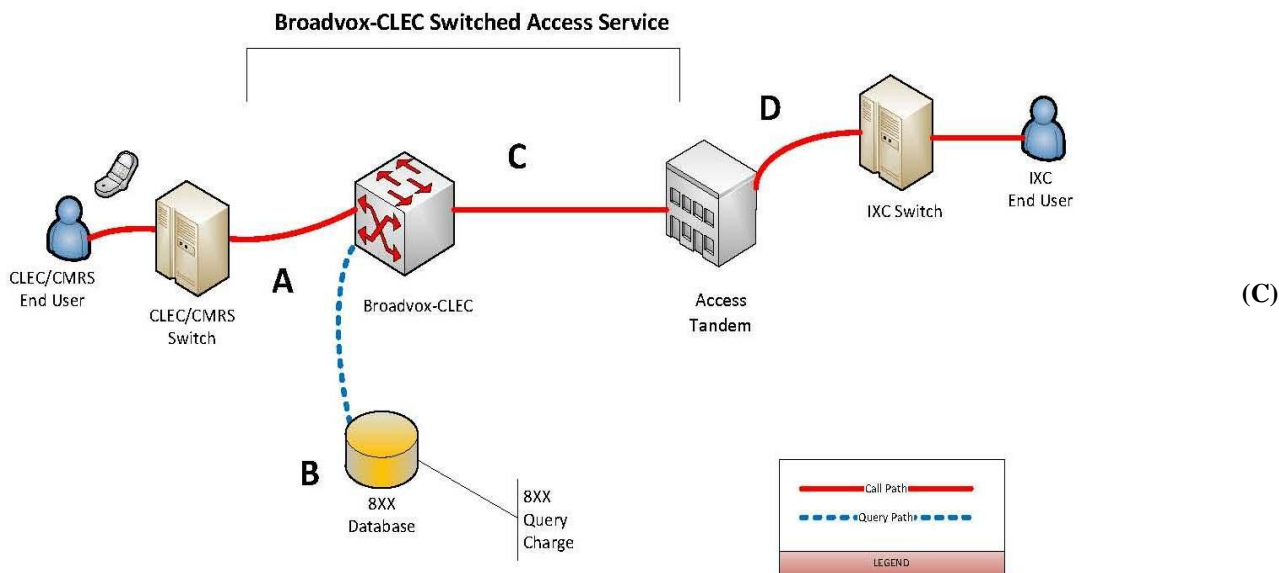 Broadvox-CLEC Switched Access Service
D
C
IXC
End User
IXC Switch
CLEC/CMRS
End User
A
CLEC/CMRS
Switch
Broadvox-CLEC
Access
Tandem
(C)
B
8XX
Database
8XX
Query
Charge
Call Path
Query Path
LEGEND